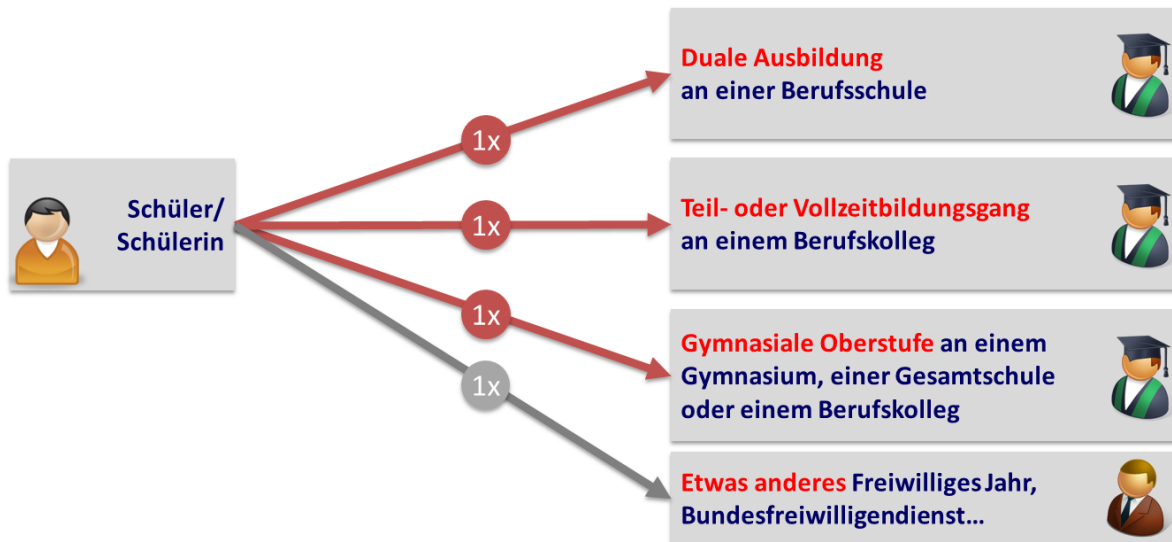 Duale Ausbildung
an einer Berufsschule
1x
Schüler/
Schülerin
1x
Teil- oder Vollzeitbildungsgang
an einem Berufskolleg
1x
Gymnasiale Oberstufe an einem
Gymnasium, einer Gesamtschule
oder einem Berufskolleg
1x
Etwas anderes Freiwilliges Jahr,
Bundesfreiwilligendienst…